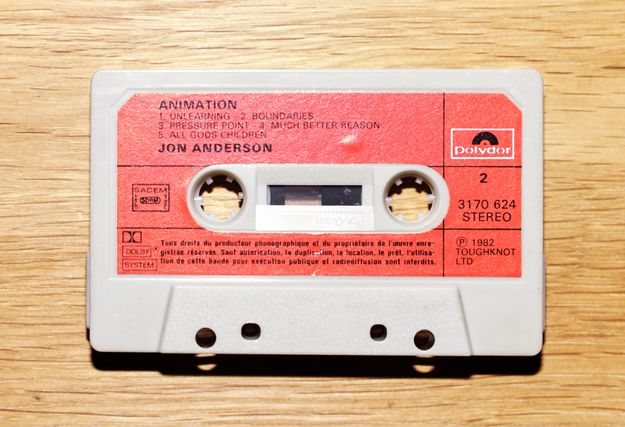 ANIMATION
1. UNLEARNING - 2. BOUNDARIES
3. PRESSURE POINT - 4. MUCH BETTER REASON
5. ALL GODS CHILDREN
JON ANDERSON
polydor
2
3170 624
STEREO
SACEM
SDRM
PolyGram
DOLBY
SYSTEM
Tous droits du producteur phonographique et du propriétaire de l'œuvre enre-
gistrée réservés. Sauf autorisation, la duplication, la location, le prêt, l'utilisa-
tion de cette bande pour exécution publique et radiodiffusion sont interdits.
℗ 1982
TOUGHKNOT
LTD